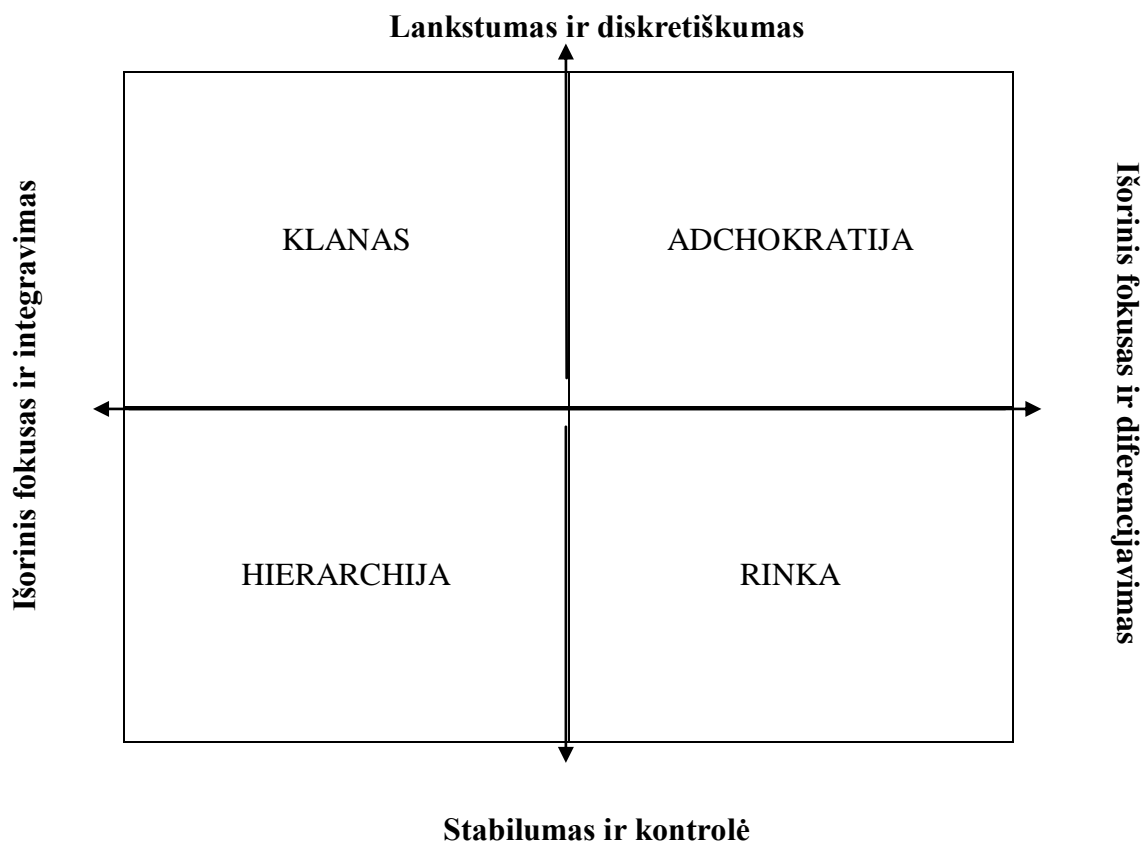 Lankstumas ir diskretiškumas
Išorinis fokusas ir integravimas
KLANAS
ADCHOKRATIJA
Išorinis fokusas ir diferencijavimas
HIERARCHIJA
RINKA
Stabilumas ir kontrolė